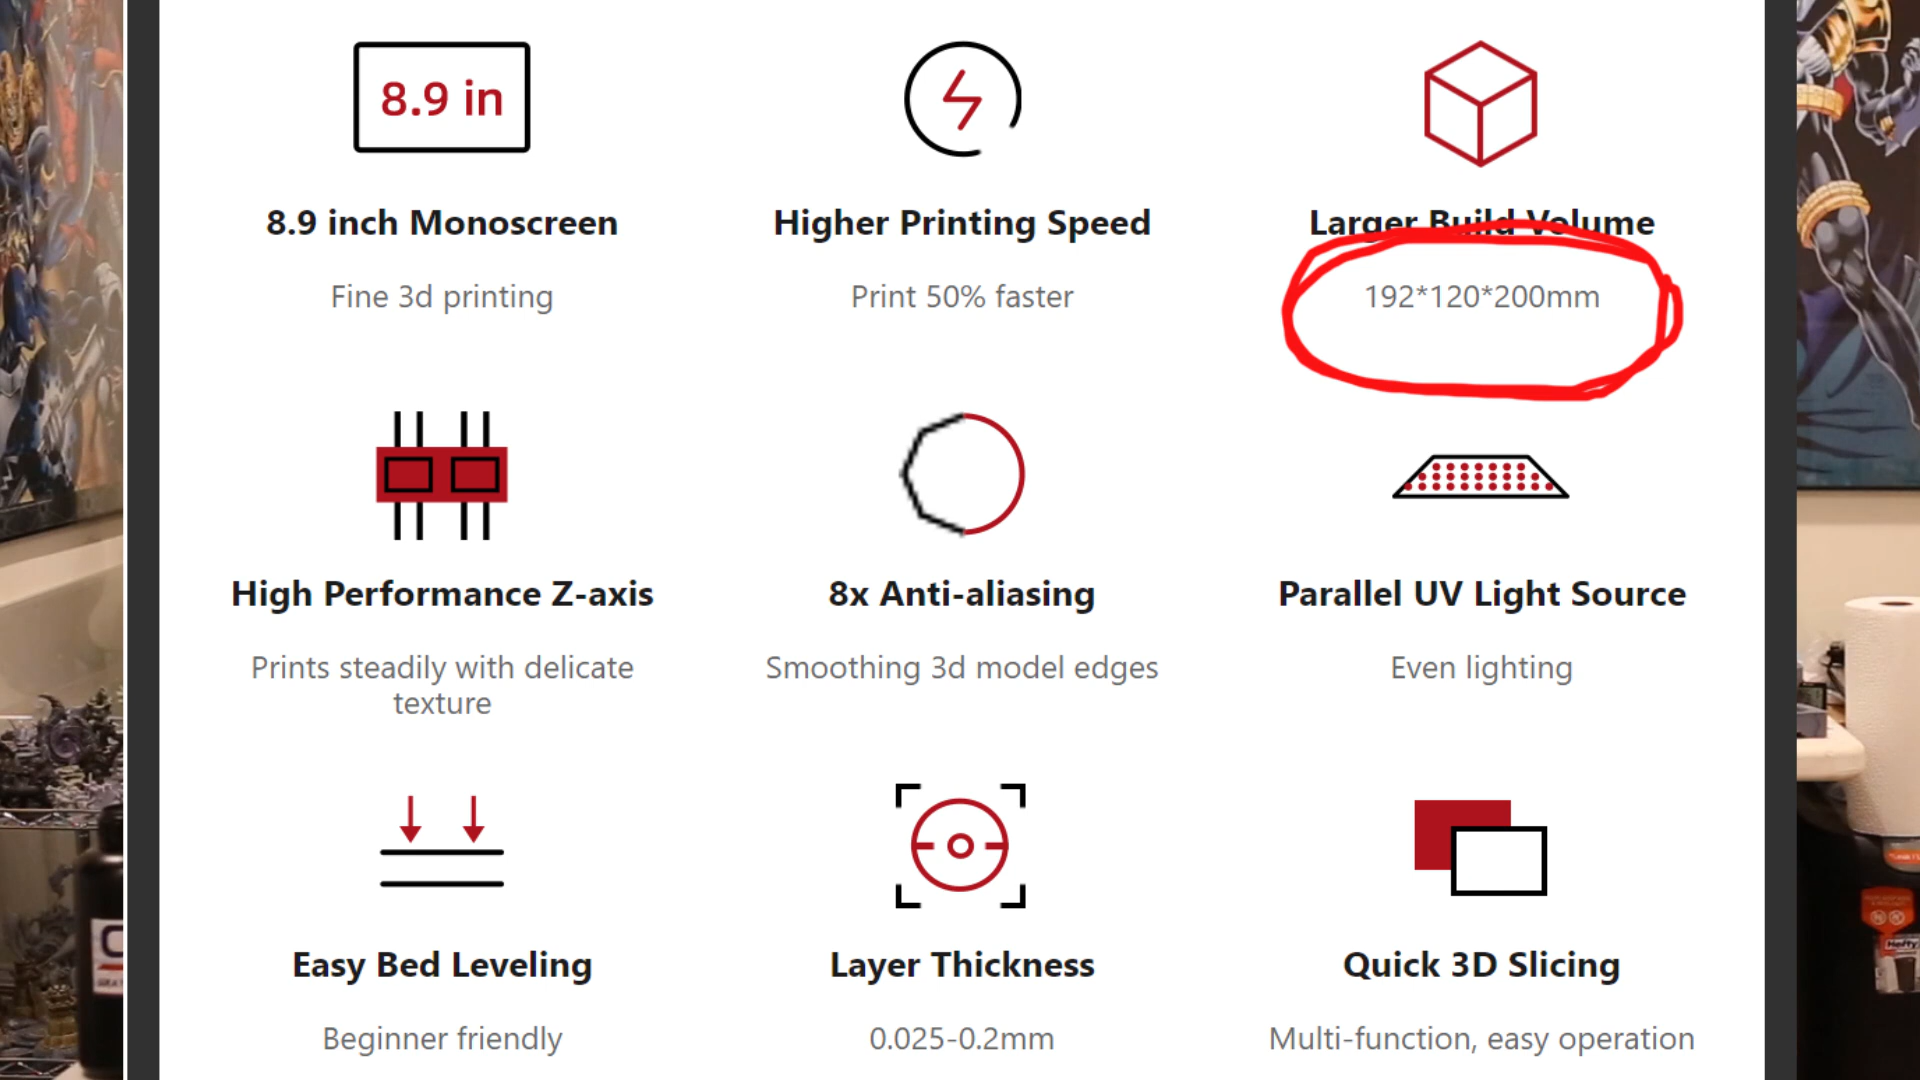 8.9 in
8.9 inch Monoscreen
Fine 3d printing
Higher Printing Speed
Print 50% faster
Larger Build Volume
192*120*200mm
High Performance Z-axis
Prints steadily with delicate
texture
8x Anti-aliasing
Smoothing 3d model edges
Parallel UV Light Source
Even lighting
Easy Bed Leveling
Beginner friendly
Layer Thickness
0.025-0.2mm
Quick 3D Slicing
Multi-function, easy operation
Hefty